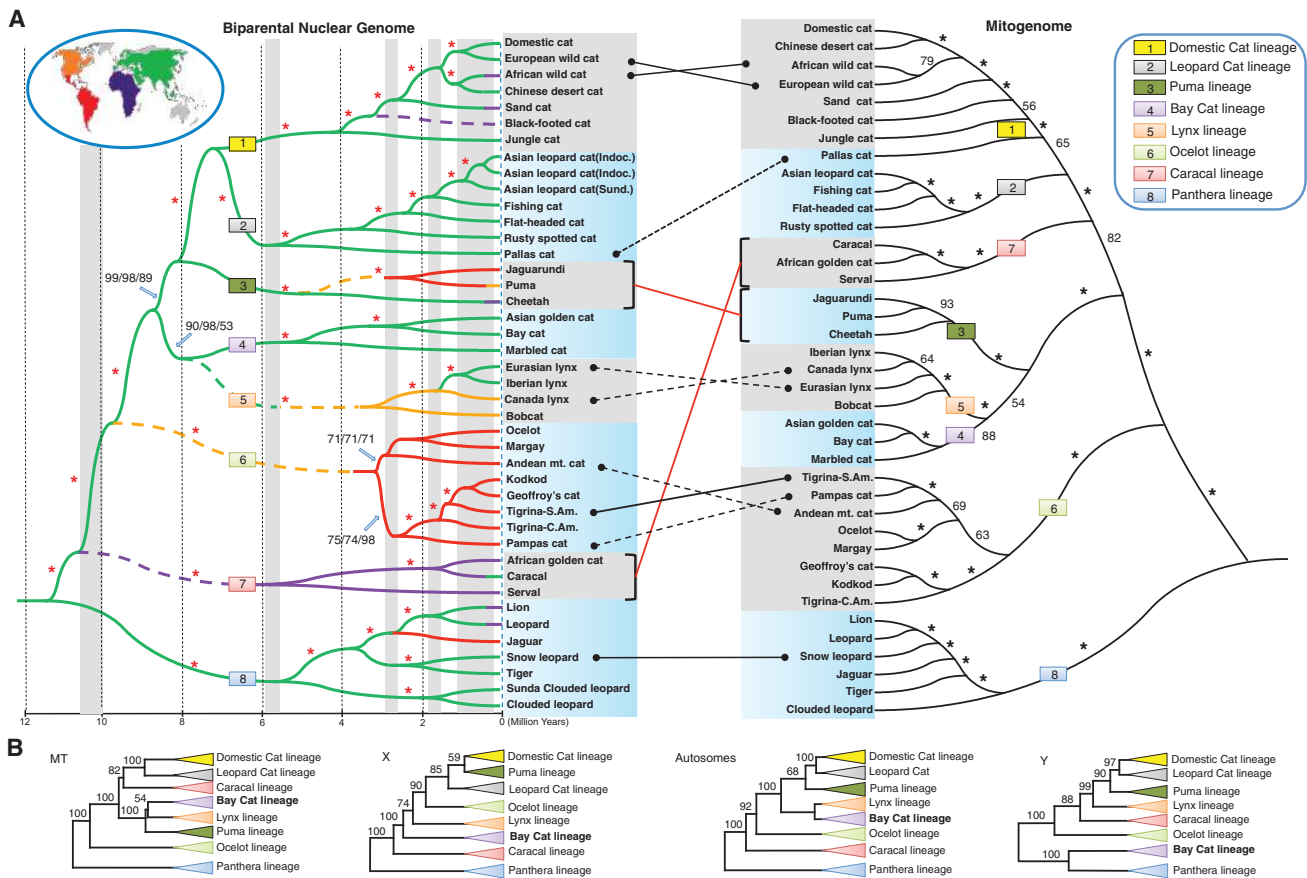 A
Biparental Nuclear Genome
Mitogenome
1 Domestic Cat lineage
2 Leopard Cat lineage
3 Puma lineage
4 Bay Cat lineage
5 Lynx lineage
6 Ocelot lineage
7 Caracal lineage
8 Panthera lineage
Domestic cat
European wild cat
African wild cat
Chinese desert cat
Sand cat
Black-footed cat
Jungle cat
Asian leopard cat(Indoc.)
Asian leopard cat(Indoc.)
Asian leopard cat(Sund.)
Fishing cat
Flat-headed cat
Rusty spotted cat
Pallas cat
Jaguarundi
Puma
Cheetah
Asian golden cat
Bay cat
Marbled cat
Eurasian lynx
Iberian lynx
Canada lynx
Bobcat
Ocelot
Margay
Andean mt. cat
Kodkod
Geoffroy's cat
Tigrina-S.Am.
Tigrina-C.Am.
Pampas cat
African golden cat
Caracal
Serval
Lion
Leopard
Jaguar
Snow leopard
Tiger
Sunda Clouded leopard
Clouded leopard
1
2
3
4
5
6
7
8
99/98/89
90/98/53
71/71/71
75/74/98
12 10 8 6 4 2 0 (Million Years)
Domestic cat
Chinese desert cat
African wild cat
European wild cat
Sand cat
Black-footed cat
Jungle cat
Pallas cat
Asian leopard cat
Fishing cat
Flat-headed cat
Rusty spotted cat
Caracal
African golden cat
Serval
Jaguarundi
Puma
Cheetah
Iberian lynx
Canada lynx
Eurasian lynx
Bobcat
Asian golden cat
Bay cat
Marbled cat
Tigrina-S.Am.
Pampas cat
Andean mt. cat
Ocelot
Margay
Geoffroy's cat
Kodkod
Tigrina-C.Am.
Lion
Leopard
Snow leopard
Jaguar
Tiger
Clouded leopard
79
56
1
65
2
82
7
93
3
64
5
54
4
88
69
6
63
8
B
MT
Domestic Cat lineage
Leopard Cat lineage
Caracal lineage
Bay Cat lineage
Lynx lineage
Puma lineage
Ocelot lineage
Panthera lineage
100
82
54
100
100
100
X
Domestic Cat lineage
Puma lineage
Leopard Cat lineage
Ocelot lineage
Lynx lineage
Bay Cat lineage
Caracal lineage
Panthera lineage
59
85
90
74
100
100
Autosomes
Domestic Cat lineage
Leopard Cat
Puma lineage
Lynx lineage
Bay Cat lineage
Ocelot lineage
Caracal lineage
Panthera lineage
100
68
92
100
100
Y
Domestic Cat lineage
Leopard Cat lineage
Puma lineage
Lynx lineage
Caracal lineage
Ocelot lineage
Bay Cat lineage
Panthera lineage
97
90
99
88
100
100